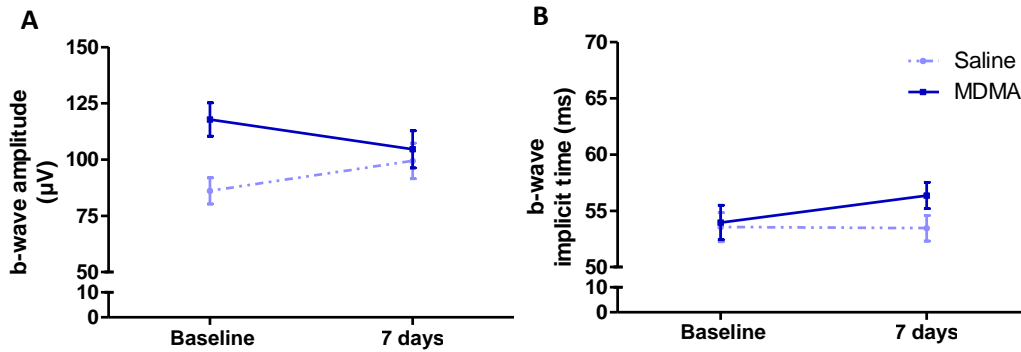 A
b-wave amplitude
(µV)
150
125
100
75
50
10
0
Baseline
7 days
B
b-wave
implicit time (ms)
70
65
60
55
50
10
0
Baseline
7 days
Saline
MDMA